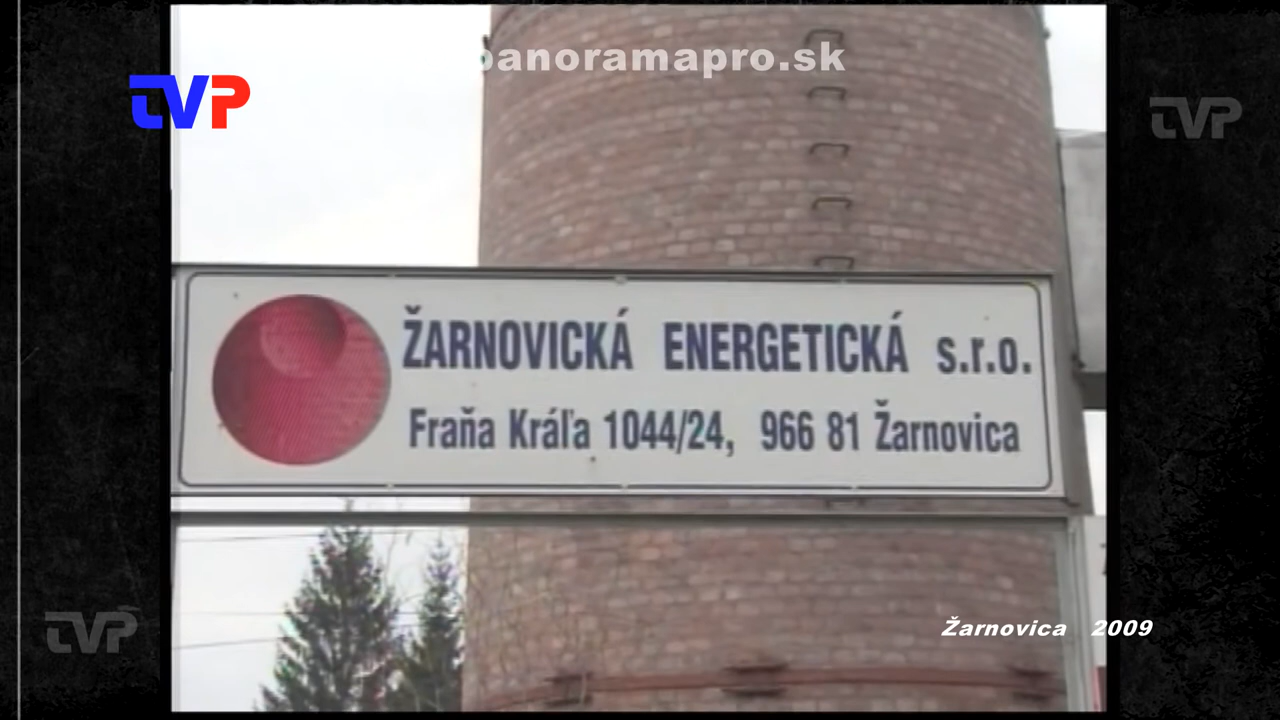 panoramapro.sk
TVP
TVP
ŽARNOVICKÁ ENERGETICKÁ s.r.o.
Fraňa Kráľa 1044/24, 966 81 Žarnovica
TVP
Žarnovica 2009